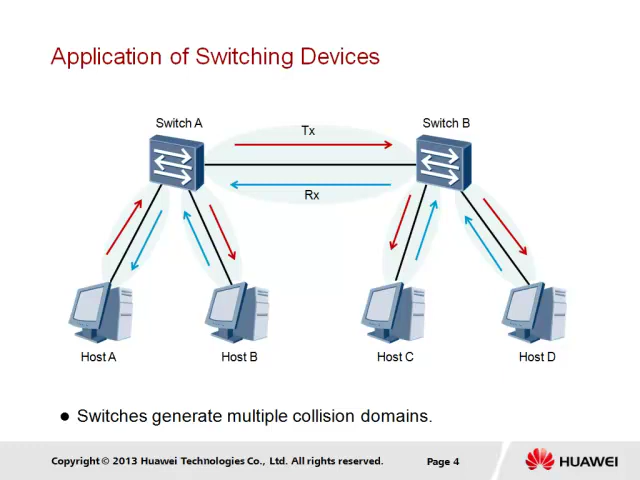 Application of Switching Devices
Switch A
Switch B
Tx
Rx
Host A
Host B
Host C
Host D
● Switches generate multiple collision domains.
Copyright © 2013 Huawei Technologies Co., Ltd. All rights reserved.
Page 4
HUAWEI